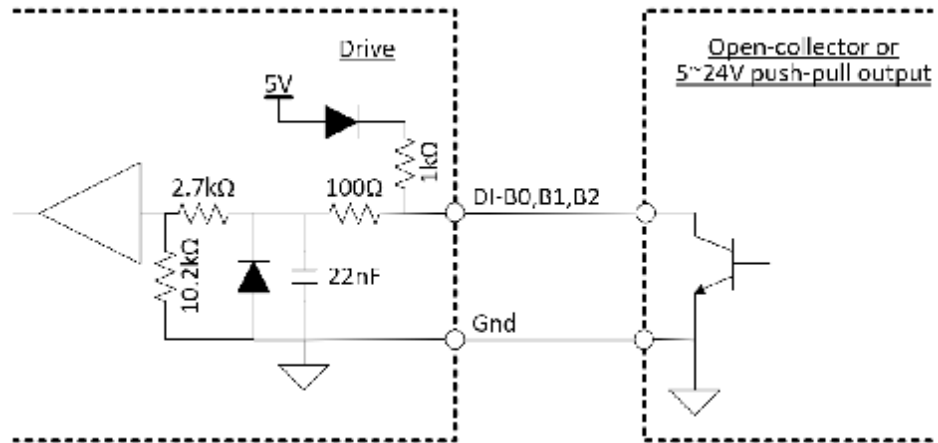 Drive
Open-collector or
5~24V push-pull output
5V
1kΩ
2.7kΩ
100Ω
DI-B0,B1,B2
10.2kΩ
22nF
Gnd